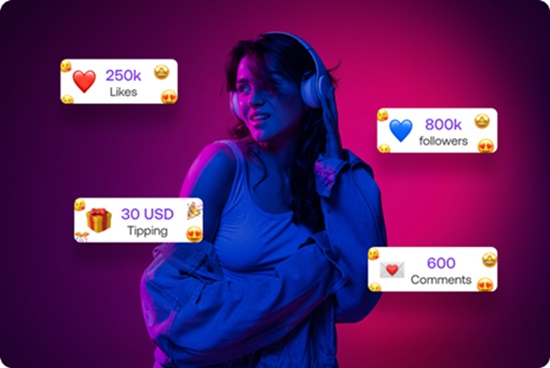 250k
Likes
800k
followers
30 USD
Tipping
600
Comments